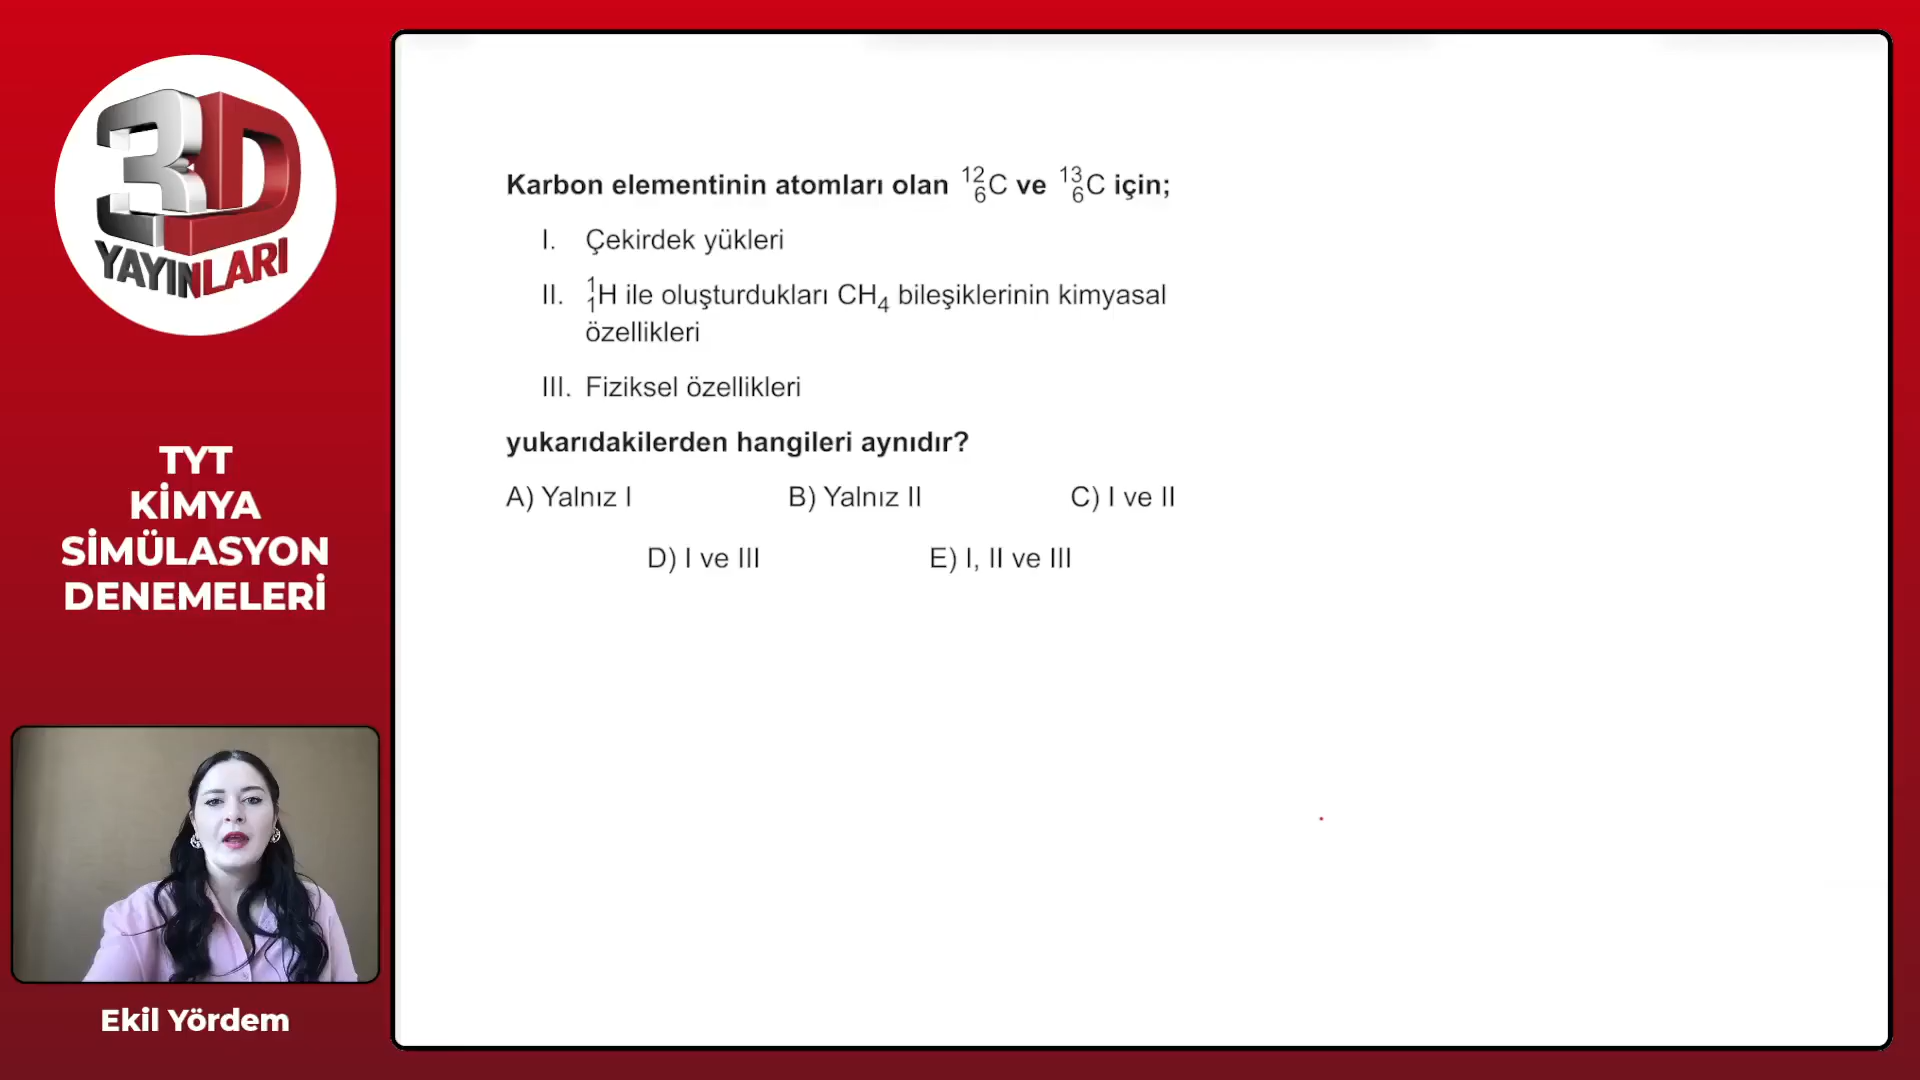 3D
YAYINLARI
TYT
KİMYA
SİMÜLASYON
DENEMELERİ
Ekil Yördem
Karbon elementinin atomları olan ¹²₆C ve ¹³₆C için;
I. Çekirdek yükleri
II. ¹₁H ile oluşturdukları CH₄ bileşiklerinin kimyasal
özellikleri
III. Fiziksel özellikleri
yukarıdakilerden hangileri aynıdır?
A) Yalnız I B) Yalnız II C) I ve II
D) I ve III E) I, II ve III